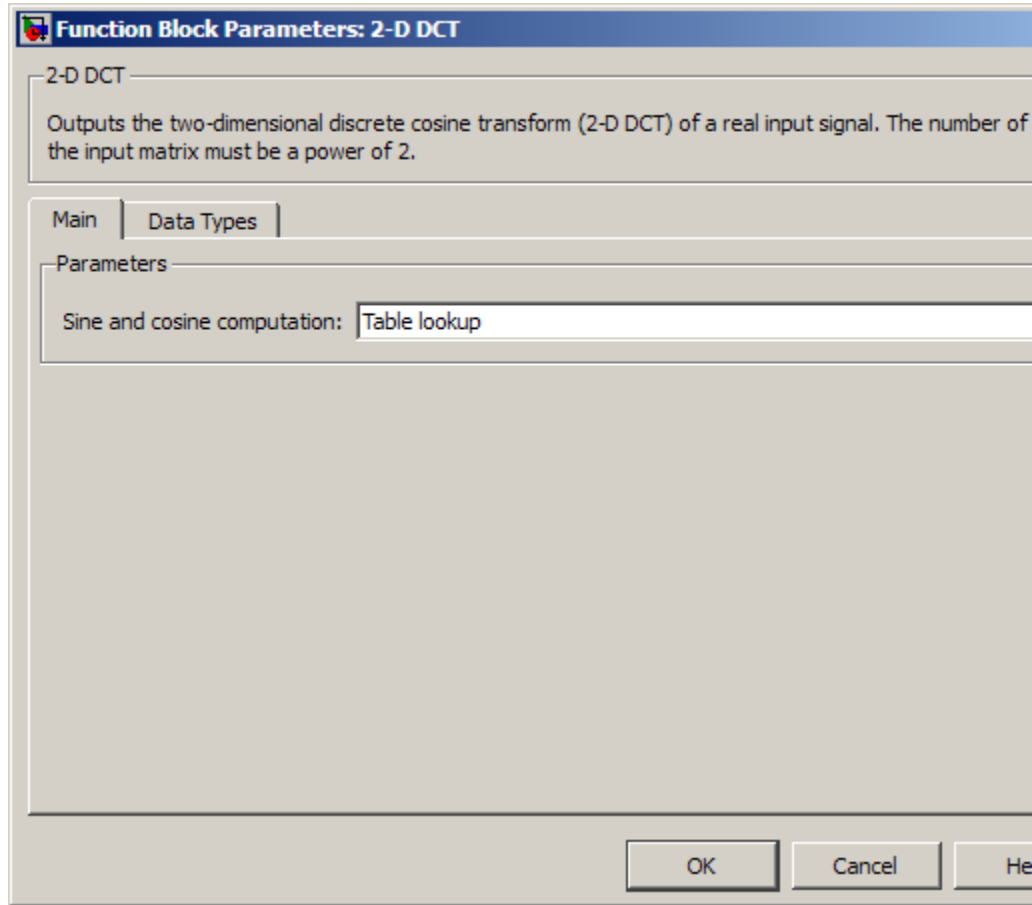 Function Block Parameters: 2-D DCT
2-D DCT
Outputs the two-dimensional discrete cosine transform (2-D DCT) of a real input signal. The number of
the input matrix must be a power of 2.
Main
Data Types
Parameters
Sine and cosine computation: Table lookup
OK Cancel He